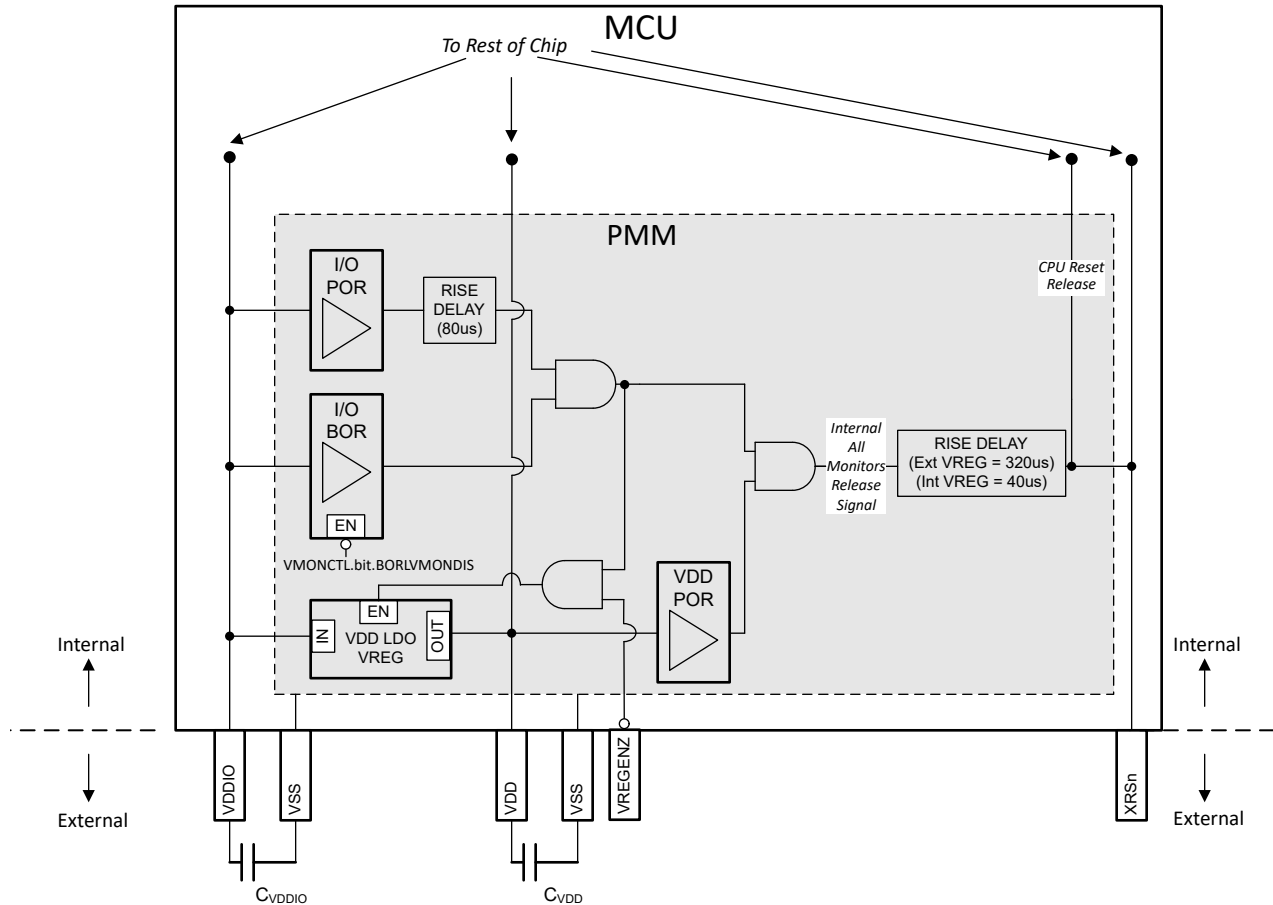 MCU
To Rest of Chip
PMM
I/O
POR
RISE
DELAY
(80us)
CPU Reset
Release
I/O
BOR
EN
VMONCTL.bit.BORLVMONDIS
Internal
All
Monitors
Release
Signal
RISE DELAY
(Ext VREG = 320us)
(Int VREG = 40us)
EN
IN
VDD LDO
VREG
OUT
VDD
POR
Internal
External
Internal
External
VDDIO
VSS
VDD
VSS
VREGENZ
XRSn
CVDDIO
CVDD